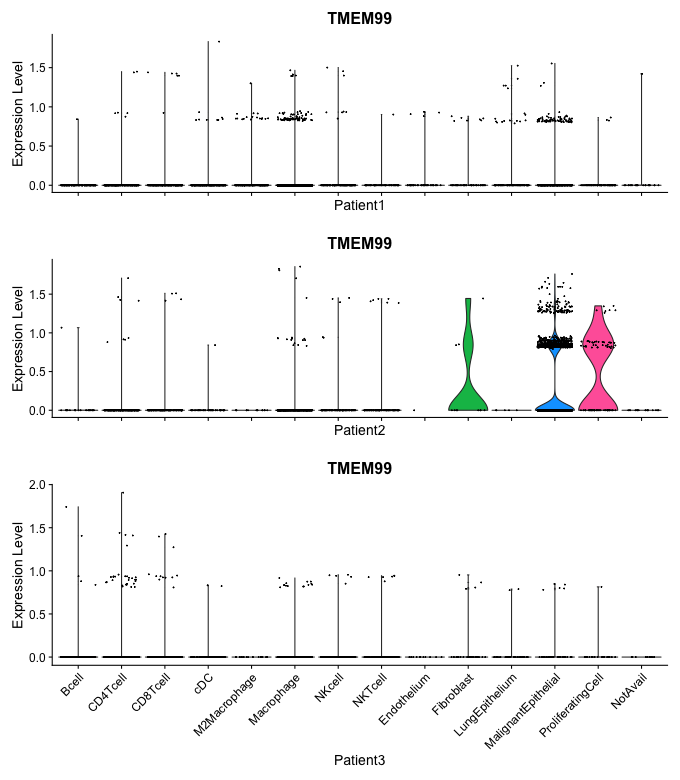 TMEM99
Expression Level
1.5
1.0
0.5
0.0
Patient1
TMEM99
Expression Level
1.5
1.0
0.5
0.0
Patient2
TMEM99
Expression Level
2.0
1.5
1.0
0.5
0.0
Bcell
CD4Tcell
CD8Tcell
cDC
M2Macrophage
Macrophage
NKcell
NKTcell
Endothelium
Fibroblast
LungEpithelium
MalignantEpithelial
ProliferatingCell
NotAvail
Patient3